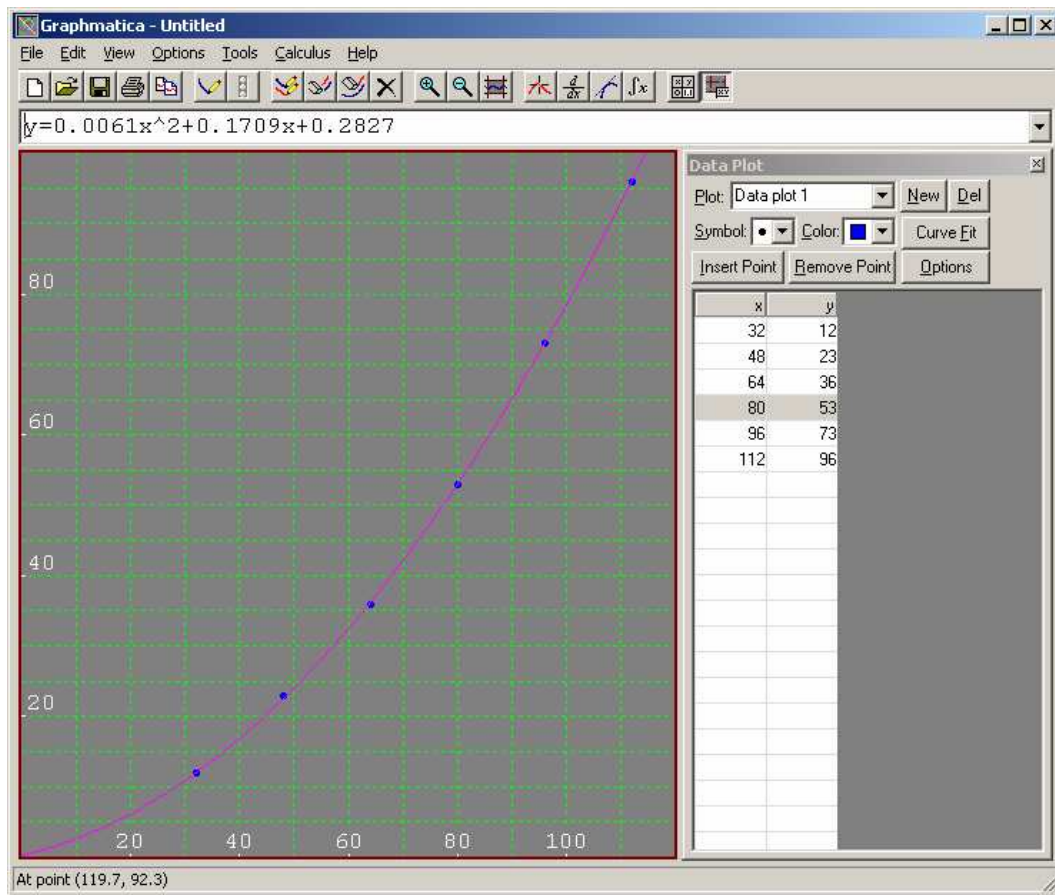 Graphmatica - Untitled
File Edit View Options Tools Calculus Help
y=0.0061x^2+0.1709x+0.2827
80
60
40
20
20 40 60 80 100
Data Plot
Plot: Data plot 1 New Del
Symbol: Color: Curve Fit
Insert Point Remove Point Options
x y
32 12
48 23
64 36
80 53
96 73
112 96
At point (119.7, 92.3)